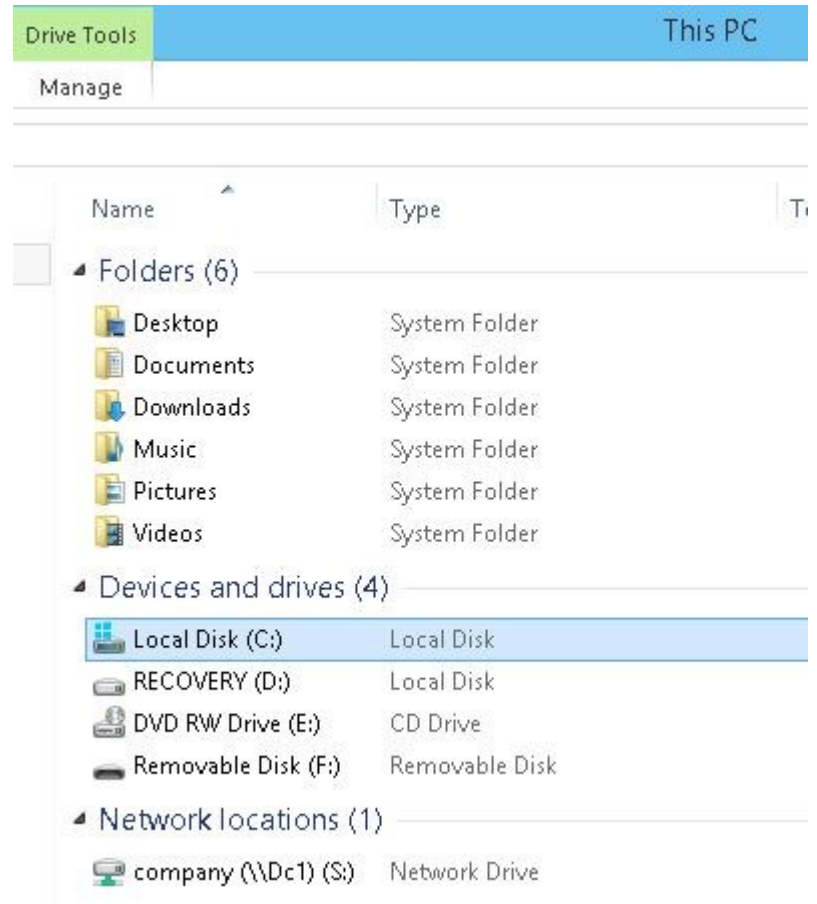 Drive Tools This PC
Manage
Name Type
Folders (6)
Desktop System Folder
Documents System Folder
Downloads System Folder
Music System Folder
Pictures System Folder
Videos System Folder
Devices and drives (4)
Local Disk (C:) Local Disk
RECOVERY (D:) Local Disk
DVD RW Drive (E:) CD Drive
Removable Disk (F:) Removable Disk
Network locations (1)
company (\\Dc1) (S:) Network Drive